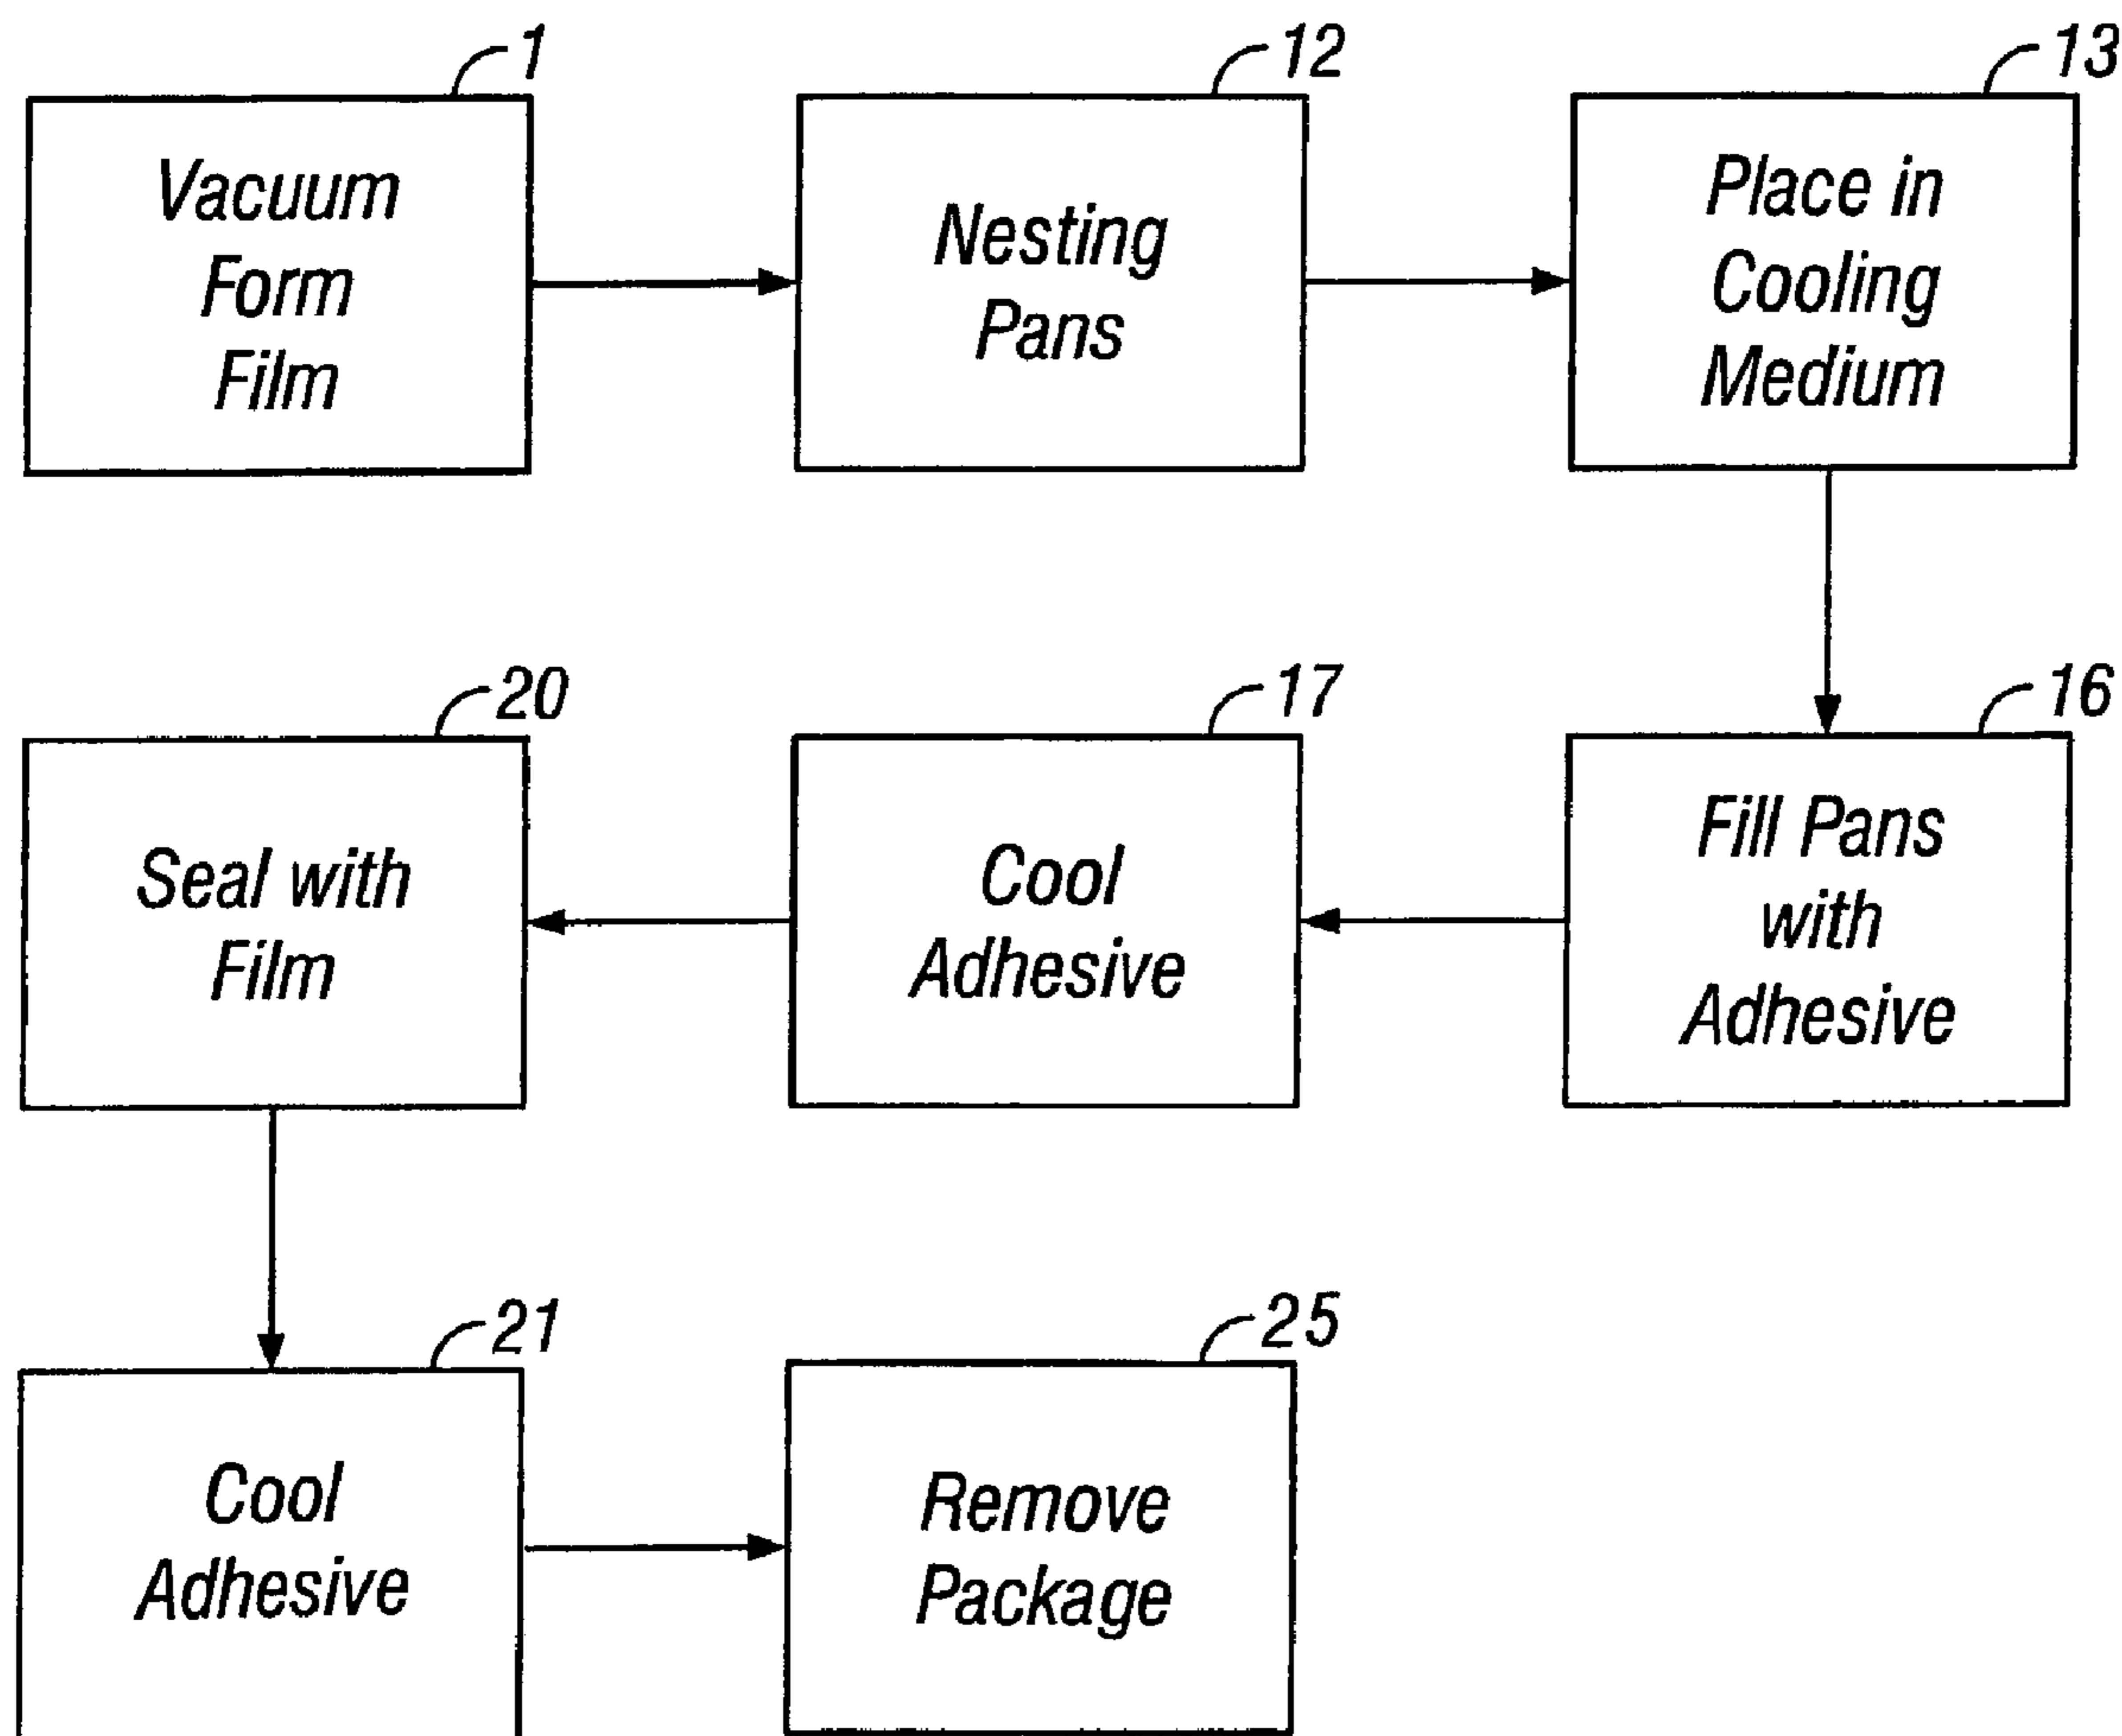 1
Vacuum
Form
Film
12
Nesting
Pans
13
Place in
Cooling
Medium
20
Seal with
Film
17
Cool
Adhesive
16
Fill Pans
with
Adhesive
21
Cool
Adhesive
25
Remove
Package